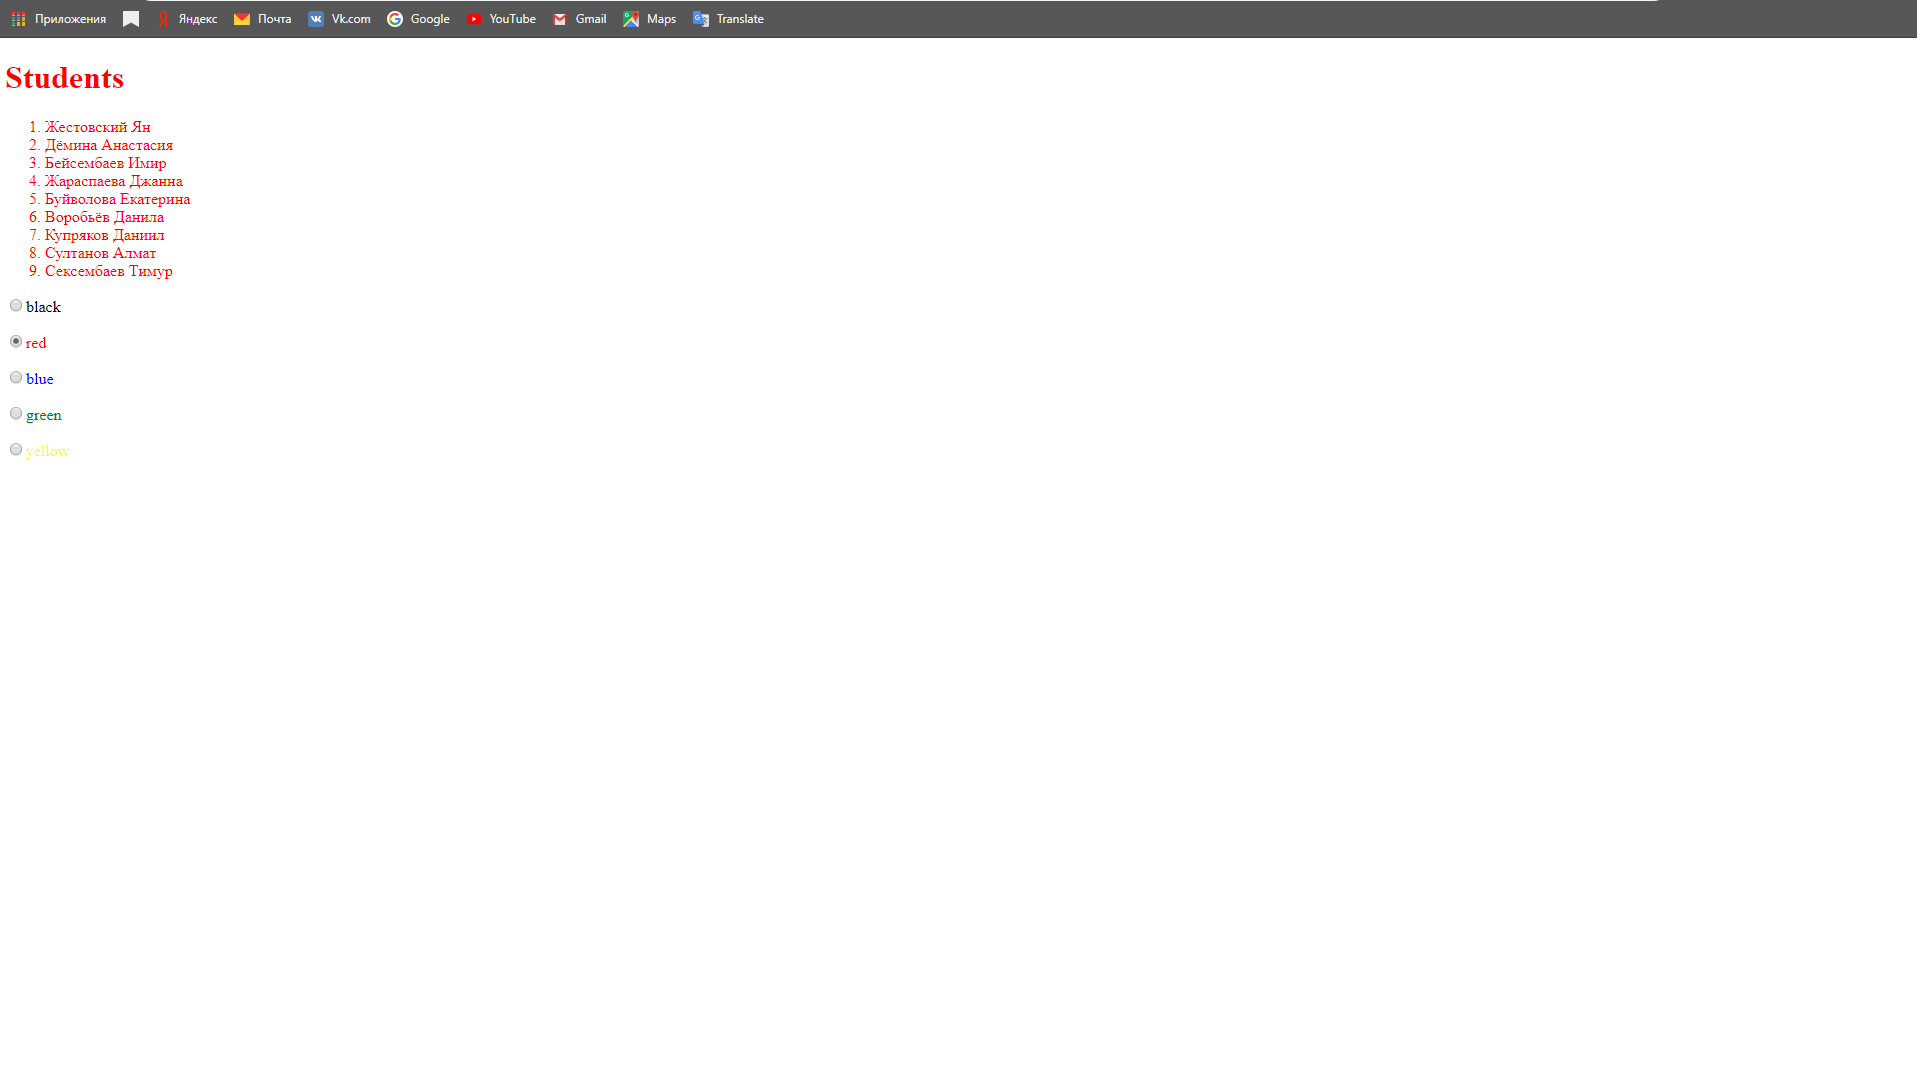 Приложения Яндекс Почта Vk.com Google YouTube Gmail Maps Translate
Students
1. Жестовский Ян
2. Дёмина Анастасия
3. Бейсембаев Имир
4. Жараспаева Джанна
5. Буйволова Екатерина
6. Воробьёв Данила
7. Купряков Даниил
8. Султанов Алмат
9. Сексембаев Тимур
black
red
blue
green
yellow